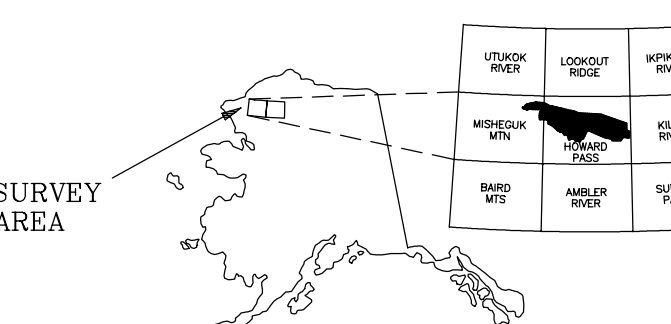 UTUKOK
RIVER
LOOKOUT
RIDGE
MISHEGUK
MTN
HOWARD
PASS
BAIRD
MTS
AMBLER
RIVER
SURVEY
AREA